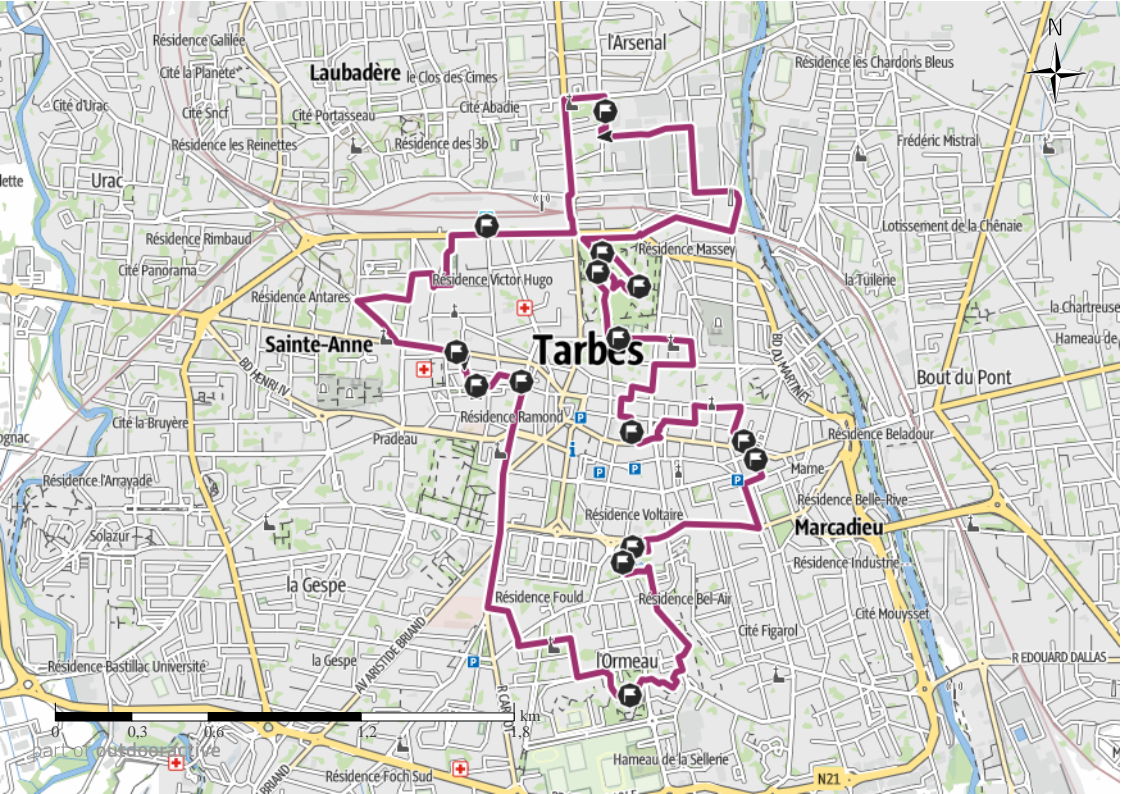 N
Résidence Galilée
l'Arsenal
Cité la Planète
Laubadère
le Clos des Cimes
Résidence les Chardons Bleus
Cité d'Urac
Cité Sncf
Cité Portasseau
Cité Abadie
Résidence les Reinettes
Résidence des 3b
Frédéric Mistral
lette
Urac
Résidence Rimbaud
Résidence Massey
Lotissement de la Chênaie
Cité Panorama
Résidence Victor Hugo
la Tuilerie
Résidence Antares
la Chartreuse
Sainte-Anne
Tarbes
Hameau de
BD HENRI IV
BD AJ MARTINET
Bout du Pont
Cité la Bruyère
Résidence Ramond
P
ognac
Pradeau
Résidence Beladour
i
P
P
Marne
P
Résidence l'Arrayade
Résidence Belle-Rive
Résidence Voltaire
Marcadieu
Solazur
Résidence Industrie
la Gespe
Résidence Fould
Résidence Bel-Air
Cité Mouysset
Cité Figarol
AV ARISTIDE BRIAND
la Gespe
l'Ormeau
R EDOUARD DALLAS
Résidence Bastillac Université
P
km
0
0,3
0,6
1,2
1,8
part of outdooractive
Hameau de la Sellerie
Résidence Foch Sud
BRIAND
N21